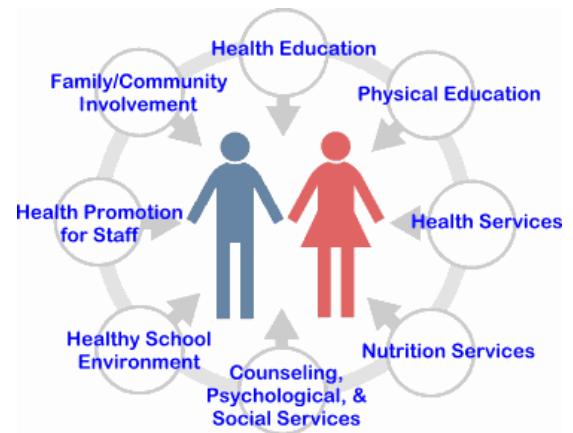 Health Education
Physical Education
Health Services
Nutrition Services
Counseling,
Psychological, &
Social Services
Healthy School
Environment
Health Promotion
for Staff
Family/Community
Involvement